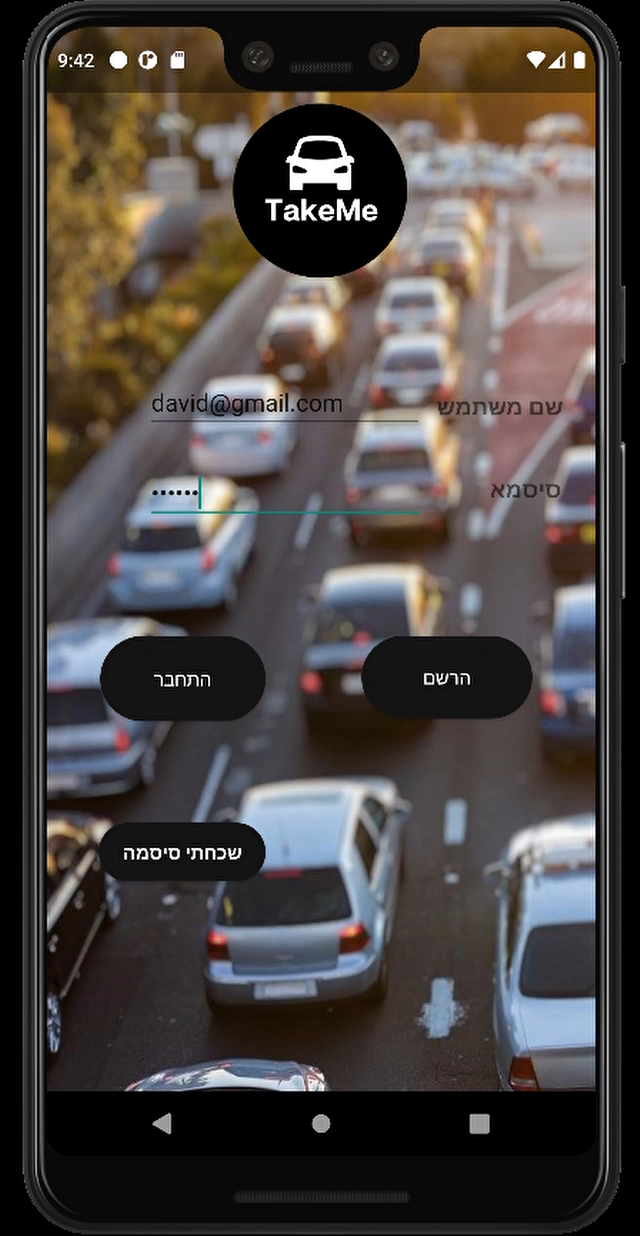 9:42
TakeMe
שם משתמש
david@gmail.com
סיסמא
••••••
הרשם
התחבר
שכחתי סיסמה